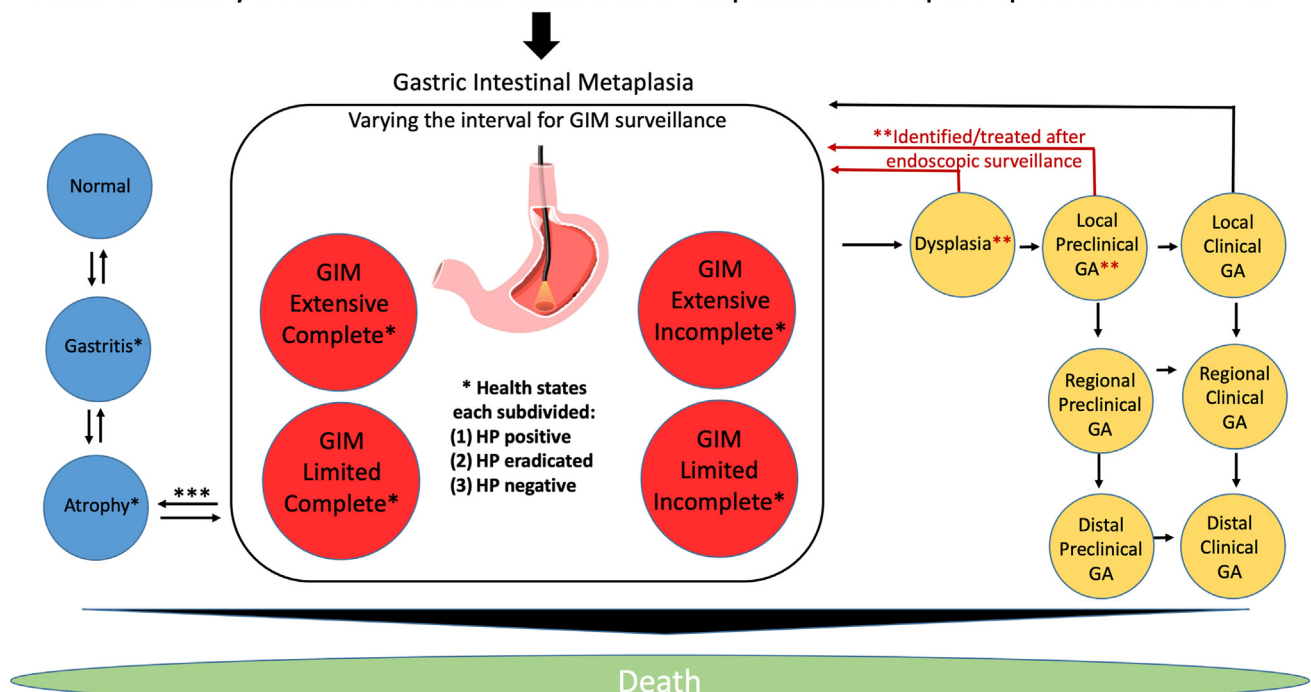 Gastric Intestinal Metaplasia
Varying the interval for GIM surveillance
**Identified/treated after
endoscopic surveillance
Normal
Gastritis*
Atrophy*
***
GIM
Extensive
Complete*
GIM
Extensive
Incomplete*
GIM
Limited
Complete*
GIM
Limited
Incomplete*
* Health states
each subdivided:
(1) HP positive
(2) HP eradicated
(3) HP negative
Dysplasia**
Local
Preclinical
GA**
Local
Clinical
GA
Regional
Preclinical
GA
Regional
Clinical
GA
Distal
Preclinical
GA
Distal
Clinical
GA
Death